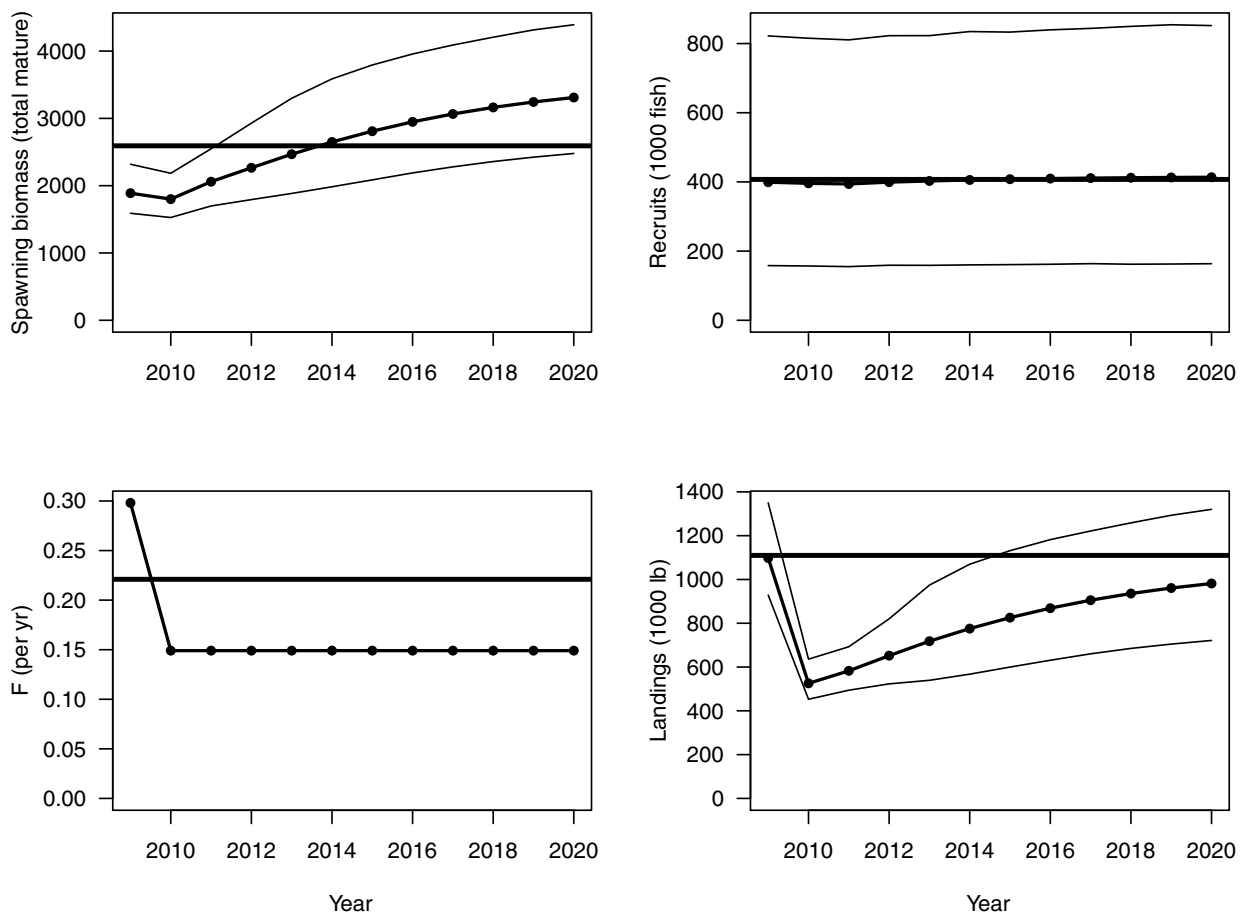 Spawning biomass (total mature)
4000
3000
2000
1000
0
2010 2012 2014 2016 2018 2020
Recruits (1000 fish)
800
600
400
200
0
2010 2012 2014 2016 2018 2020
F (per yr)
0.30
0.25
0.20
0.15
0.10
0.05
0.00
2010 2012 2014 2016 2018 2020
Year
Landings (1000 lb)
1400
1200
1000
800
600
400
200
0
2010 2012 2014 2016 2018 2020
Year